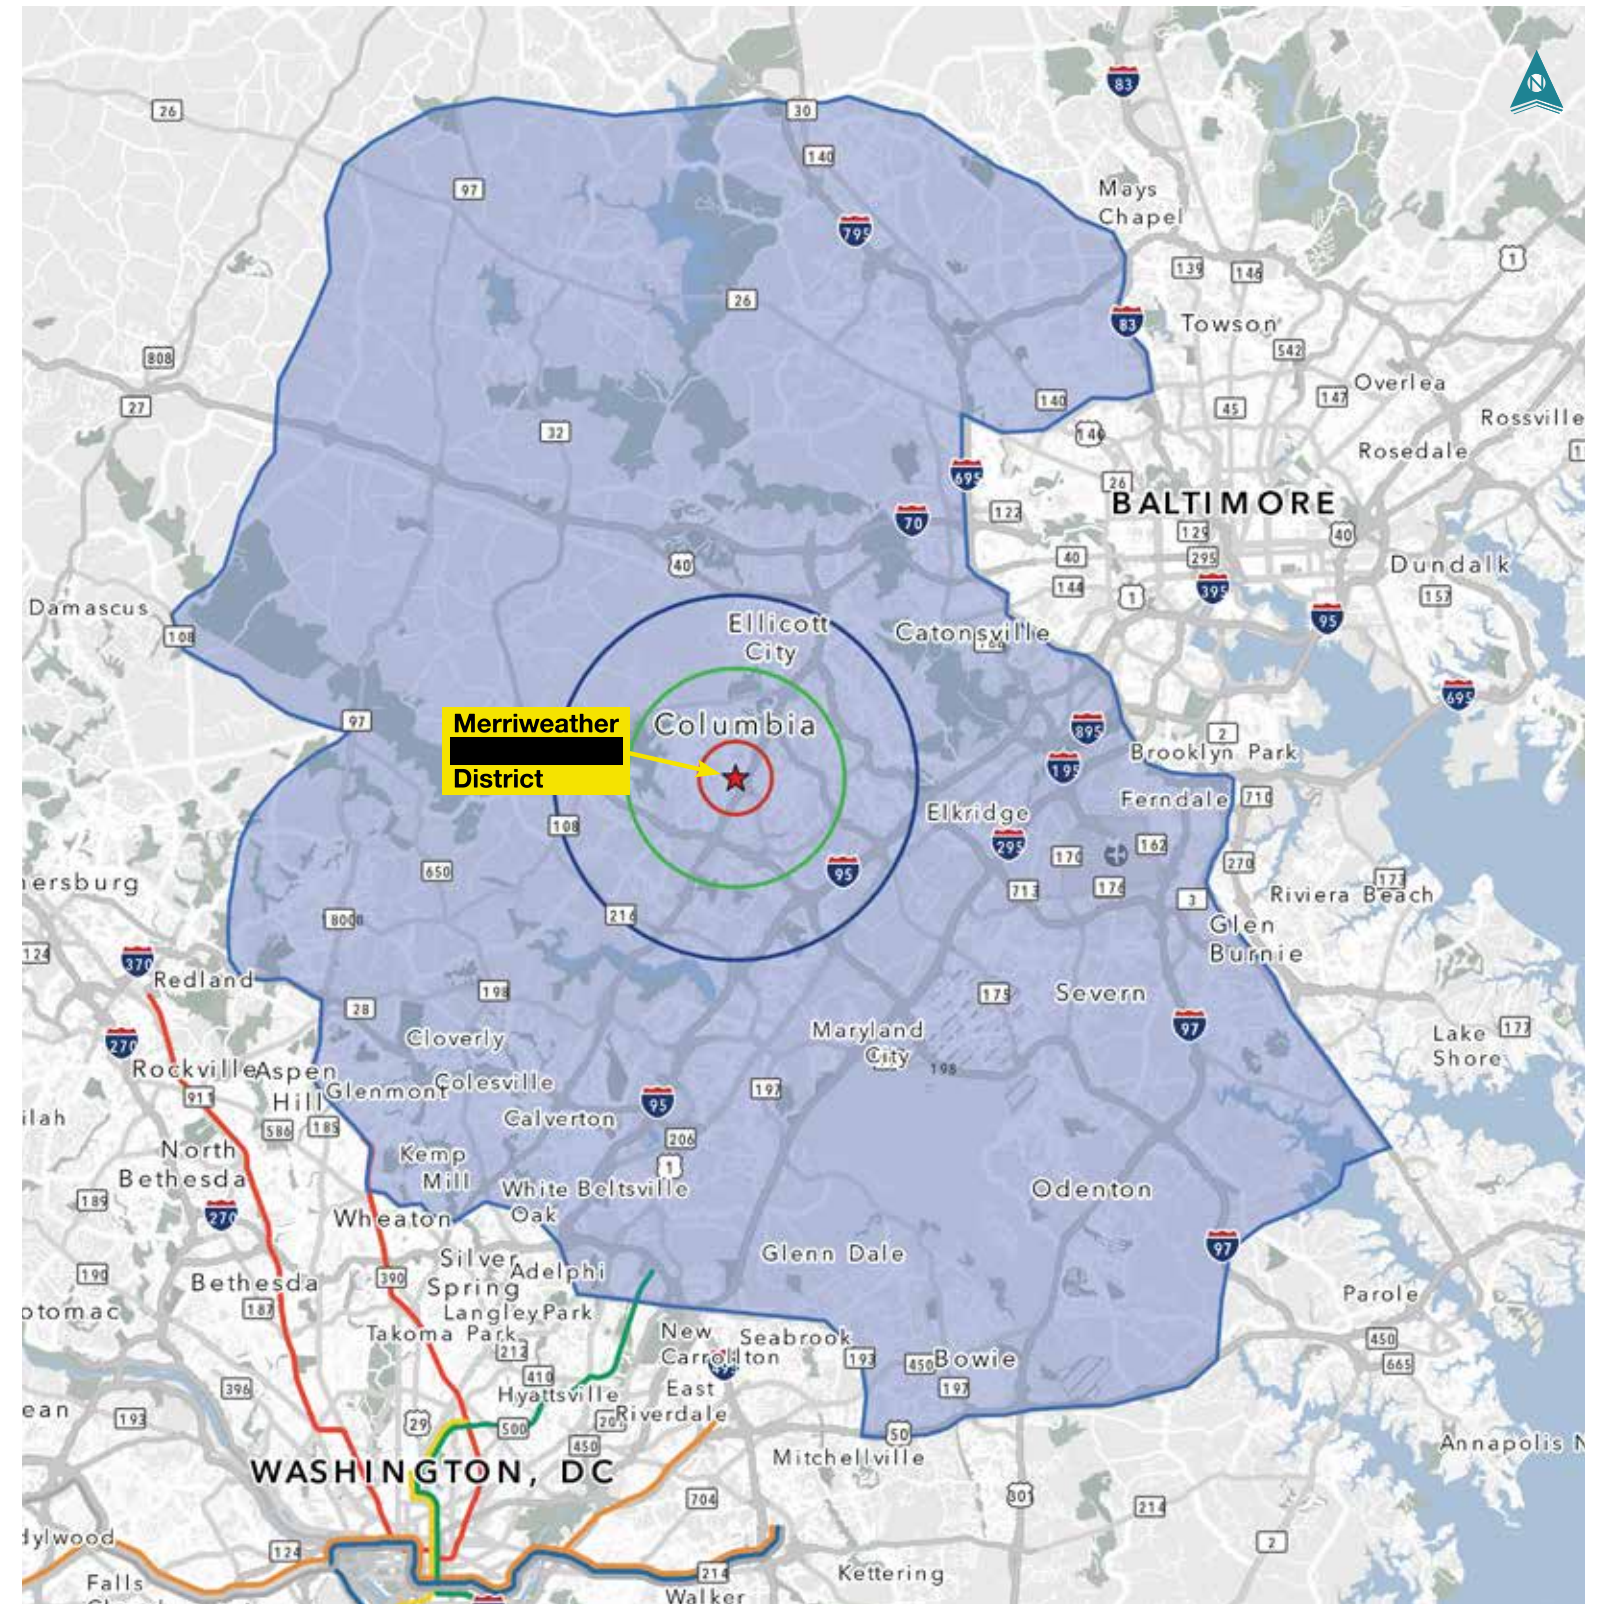 83
N
26
30
140
97
795
Mays
Chapel
139
146
1
26
83
Towson
542
808
27
Overlea
147
45
140
140
Rossville
32
Rosedale
695
26
BALTIMORE
122
70
129
40
40
40
295
Dundalk
144
1
395
157
95
Damascus
108
Ellicott
City
Catonsville
695
97
Merriweather
District
Columbia
895
2
Brooklyn Park
195
Ferndale
710
Elkridge
108
295
170
162
270
650
95
713
176
173
Riviera Beach
3
216
Glen
Burnie
124
370
Redland
198
175
Severn
28
97
Cloverly
Maryland
City
Lake
Shore
177
270
Rockville
Aspen
Hill
Glenmont
Colesville
198
911
95
197
Calverton
586
185
206
1
North
Bethesda
Kemp
Mill
White
Oak
Beltsville
Odenton
189
270
Wheaton
97
Silver
Spring
Adelphi
Glenn Dale
190
Bethesda
390
187
Langley Park
Parole
Takoma Park
212
New
Carrollton
Seabrook
193
450
Bowie
197
450
665
410
396
Hyattsville
East
Riverdale
193
29
500
450
50
Mitchellville
Annapolis
WASHINGTON, DC
704
301
214
2
124
214
Kettering
Falls
Walker